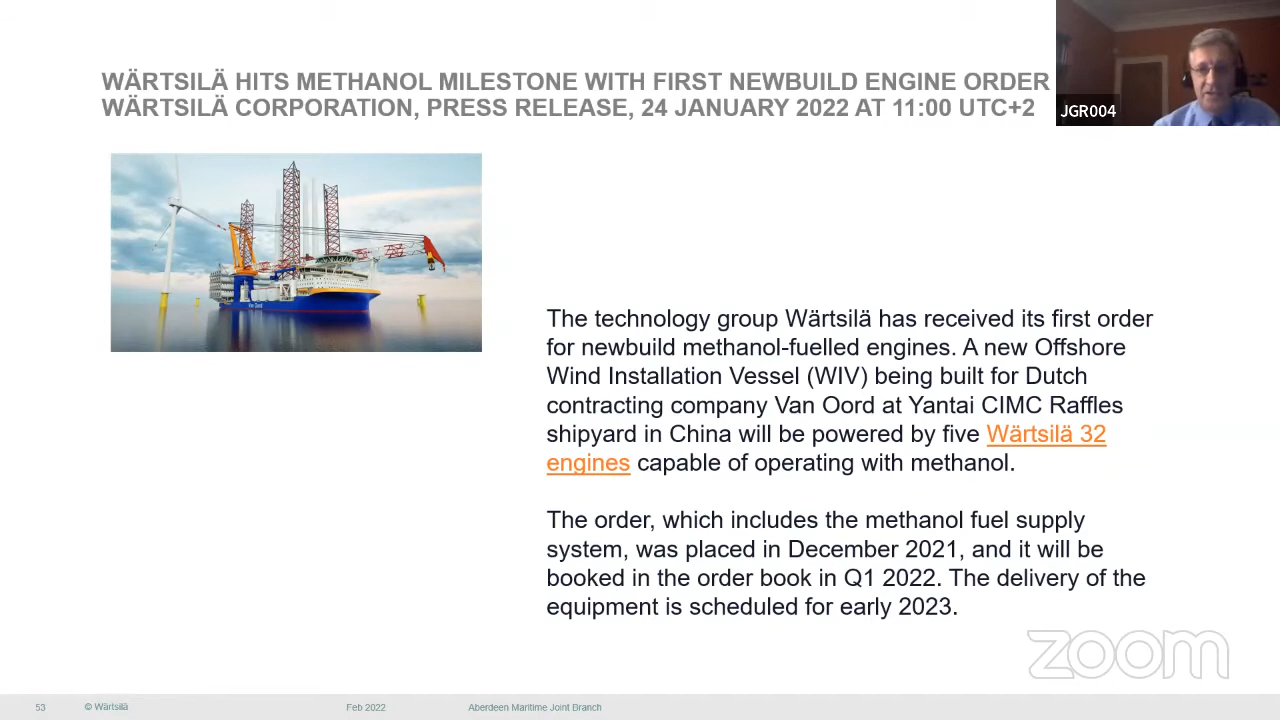 WÄRTSILÄ HITS METHANOL MILESTONE WITH FIRST NEWBUILD ENGINE ORDER
WÄRTSILÄ CORPORATION, PRESS RELEASE, 24 JANUARY 2022 AT 11:00 UTC+2
JGR004
Van Oord
The technology group Wärtsilä has received its first order
for newbuild methanol-fuelled engines. A new Offshore
Wind Installation Vessel (WIV) being built for Dutch
contracting company Van Oord at Yantai CIMC Raffles
shipyard in China will be powered by five Wärtsilä 32
engines capable of operating with methanol.
The order, which includes the methanol fuel supply
system, was placed in December 2021, and it will be
booked in the order book in Q1 2022. The delivery of the
equipment is scheduled for early 2023.
zoom
53 © Wärtsilä Feb 2022 Aberdeen Maritime Joint Branch